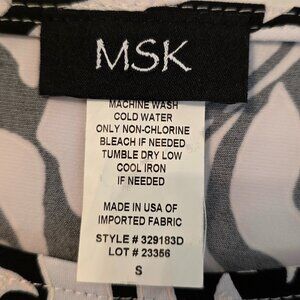 MSK
MACHINE WASH
COLD WATER
ONLY NON-CHLORINE
BLEACH IF NEEDED
TUMBLE DRY LOW
COOL IRON
IF NEEDED
MADE IN USA OF
IMPORTED FABRIC
STYLE # 329183D
LOT # 23356
S